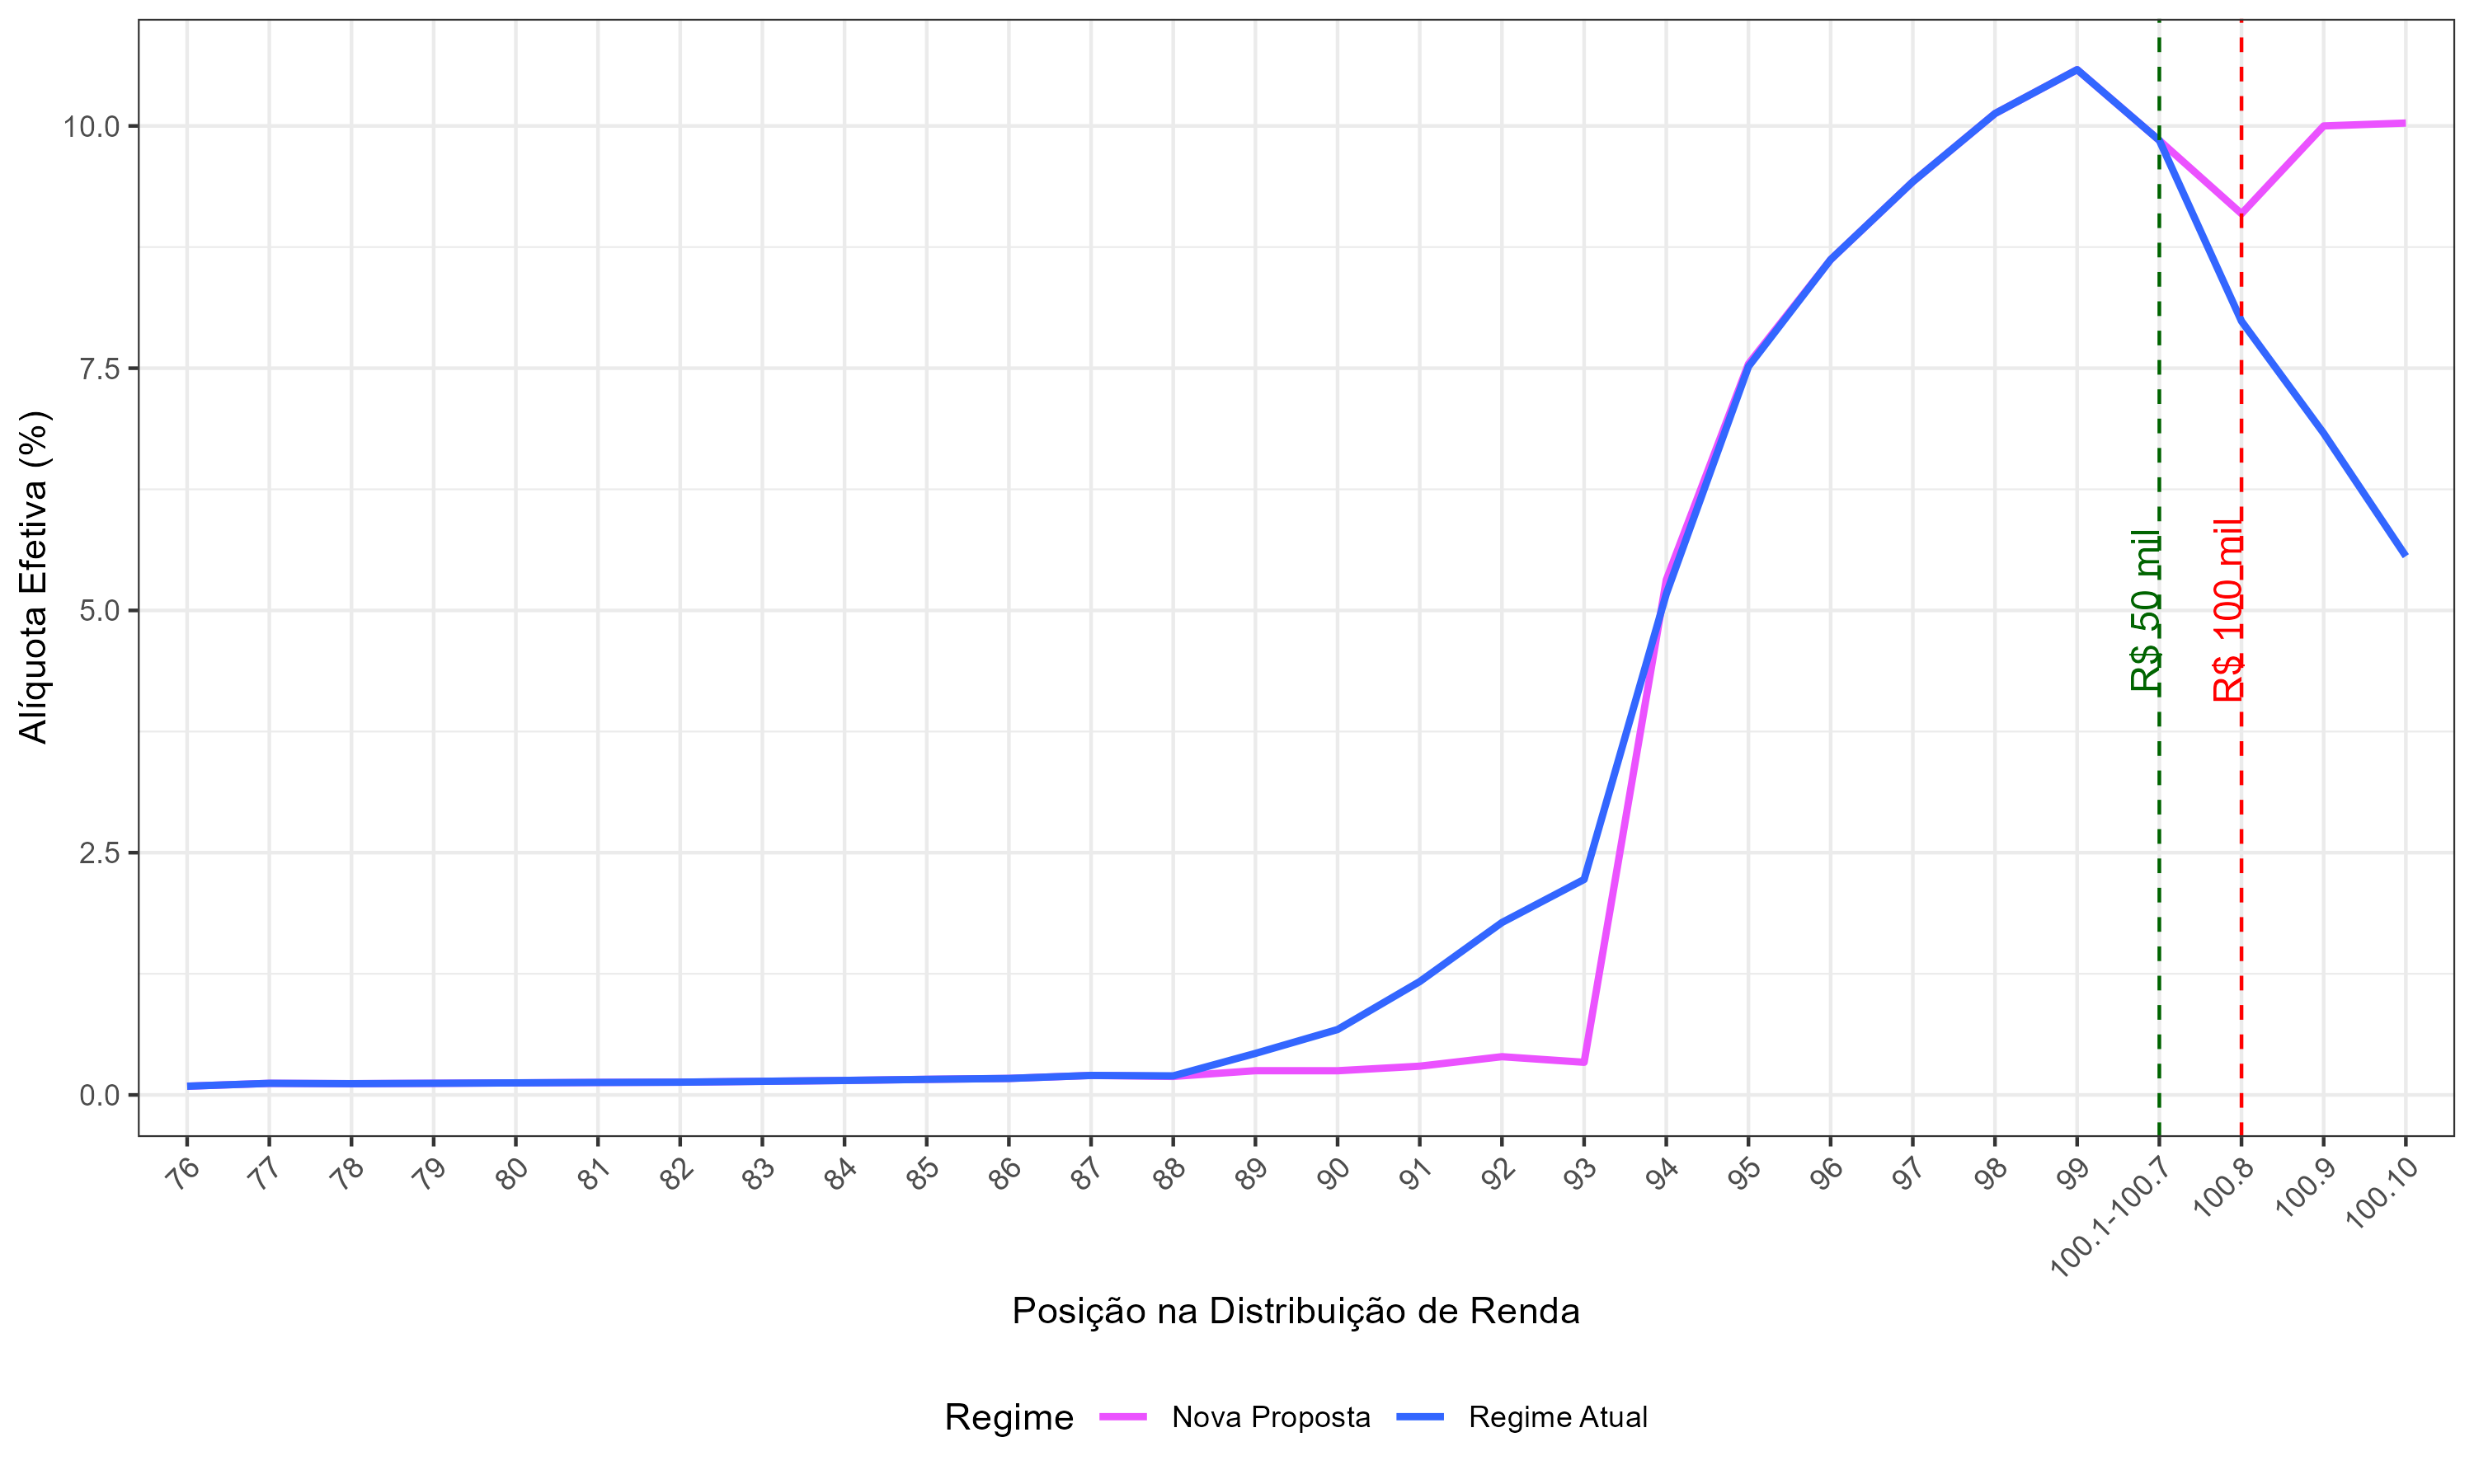 Alíquota Efetiva (%)
10.0
7.5
5.0
2.5
0.0
R$ 50 mil
R$ 100 mil
76 77 78 79 80 81 82 83 84 85 86 87 88 89 90 91 92 93 94 95 96 97 98 99 100.1-100.7 100.8 100.9 100.10
Posição na Distribuição de Renda
Regime Nova Proposta Regime Atual